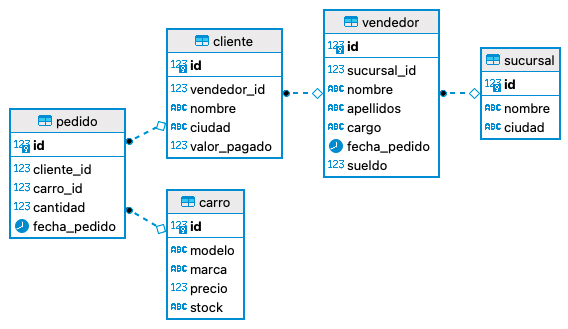 pedido
123 id
123 cliente_id
123 carro_id
123 cantidad
fecha_pedido
cliente
123 id
123 vendedor_id
ABC nombre
ABC ciudad
123 valor_pagado
carro
123 id
ABC modelo
ABC marca
123 precio
ABC stock
vendedor
123 id
123 sucursal_id
ABC nombre
ABC apellidos
ABC cargo
fecha_pedido
123 sueldo
sucursal
123 id
ABC nombre
ABC ciudad